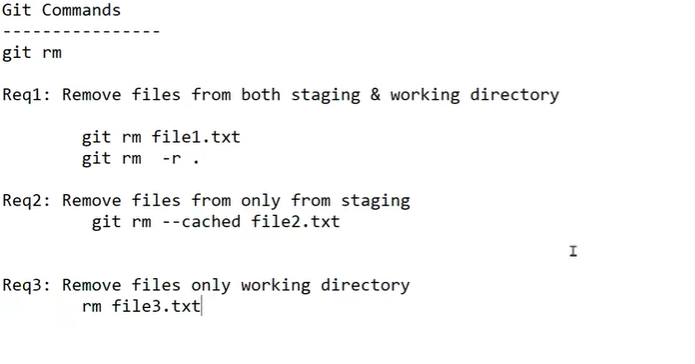 Git Commands
----------------
git rm
Req1: Remove files from both staging & working directory
git rm file1.txt
git rm  -r .
Req2: Remove files from only from staging
git rm --cached file2.txt
Req3: Remove files only working directory
rm file3.txt